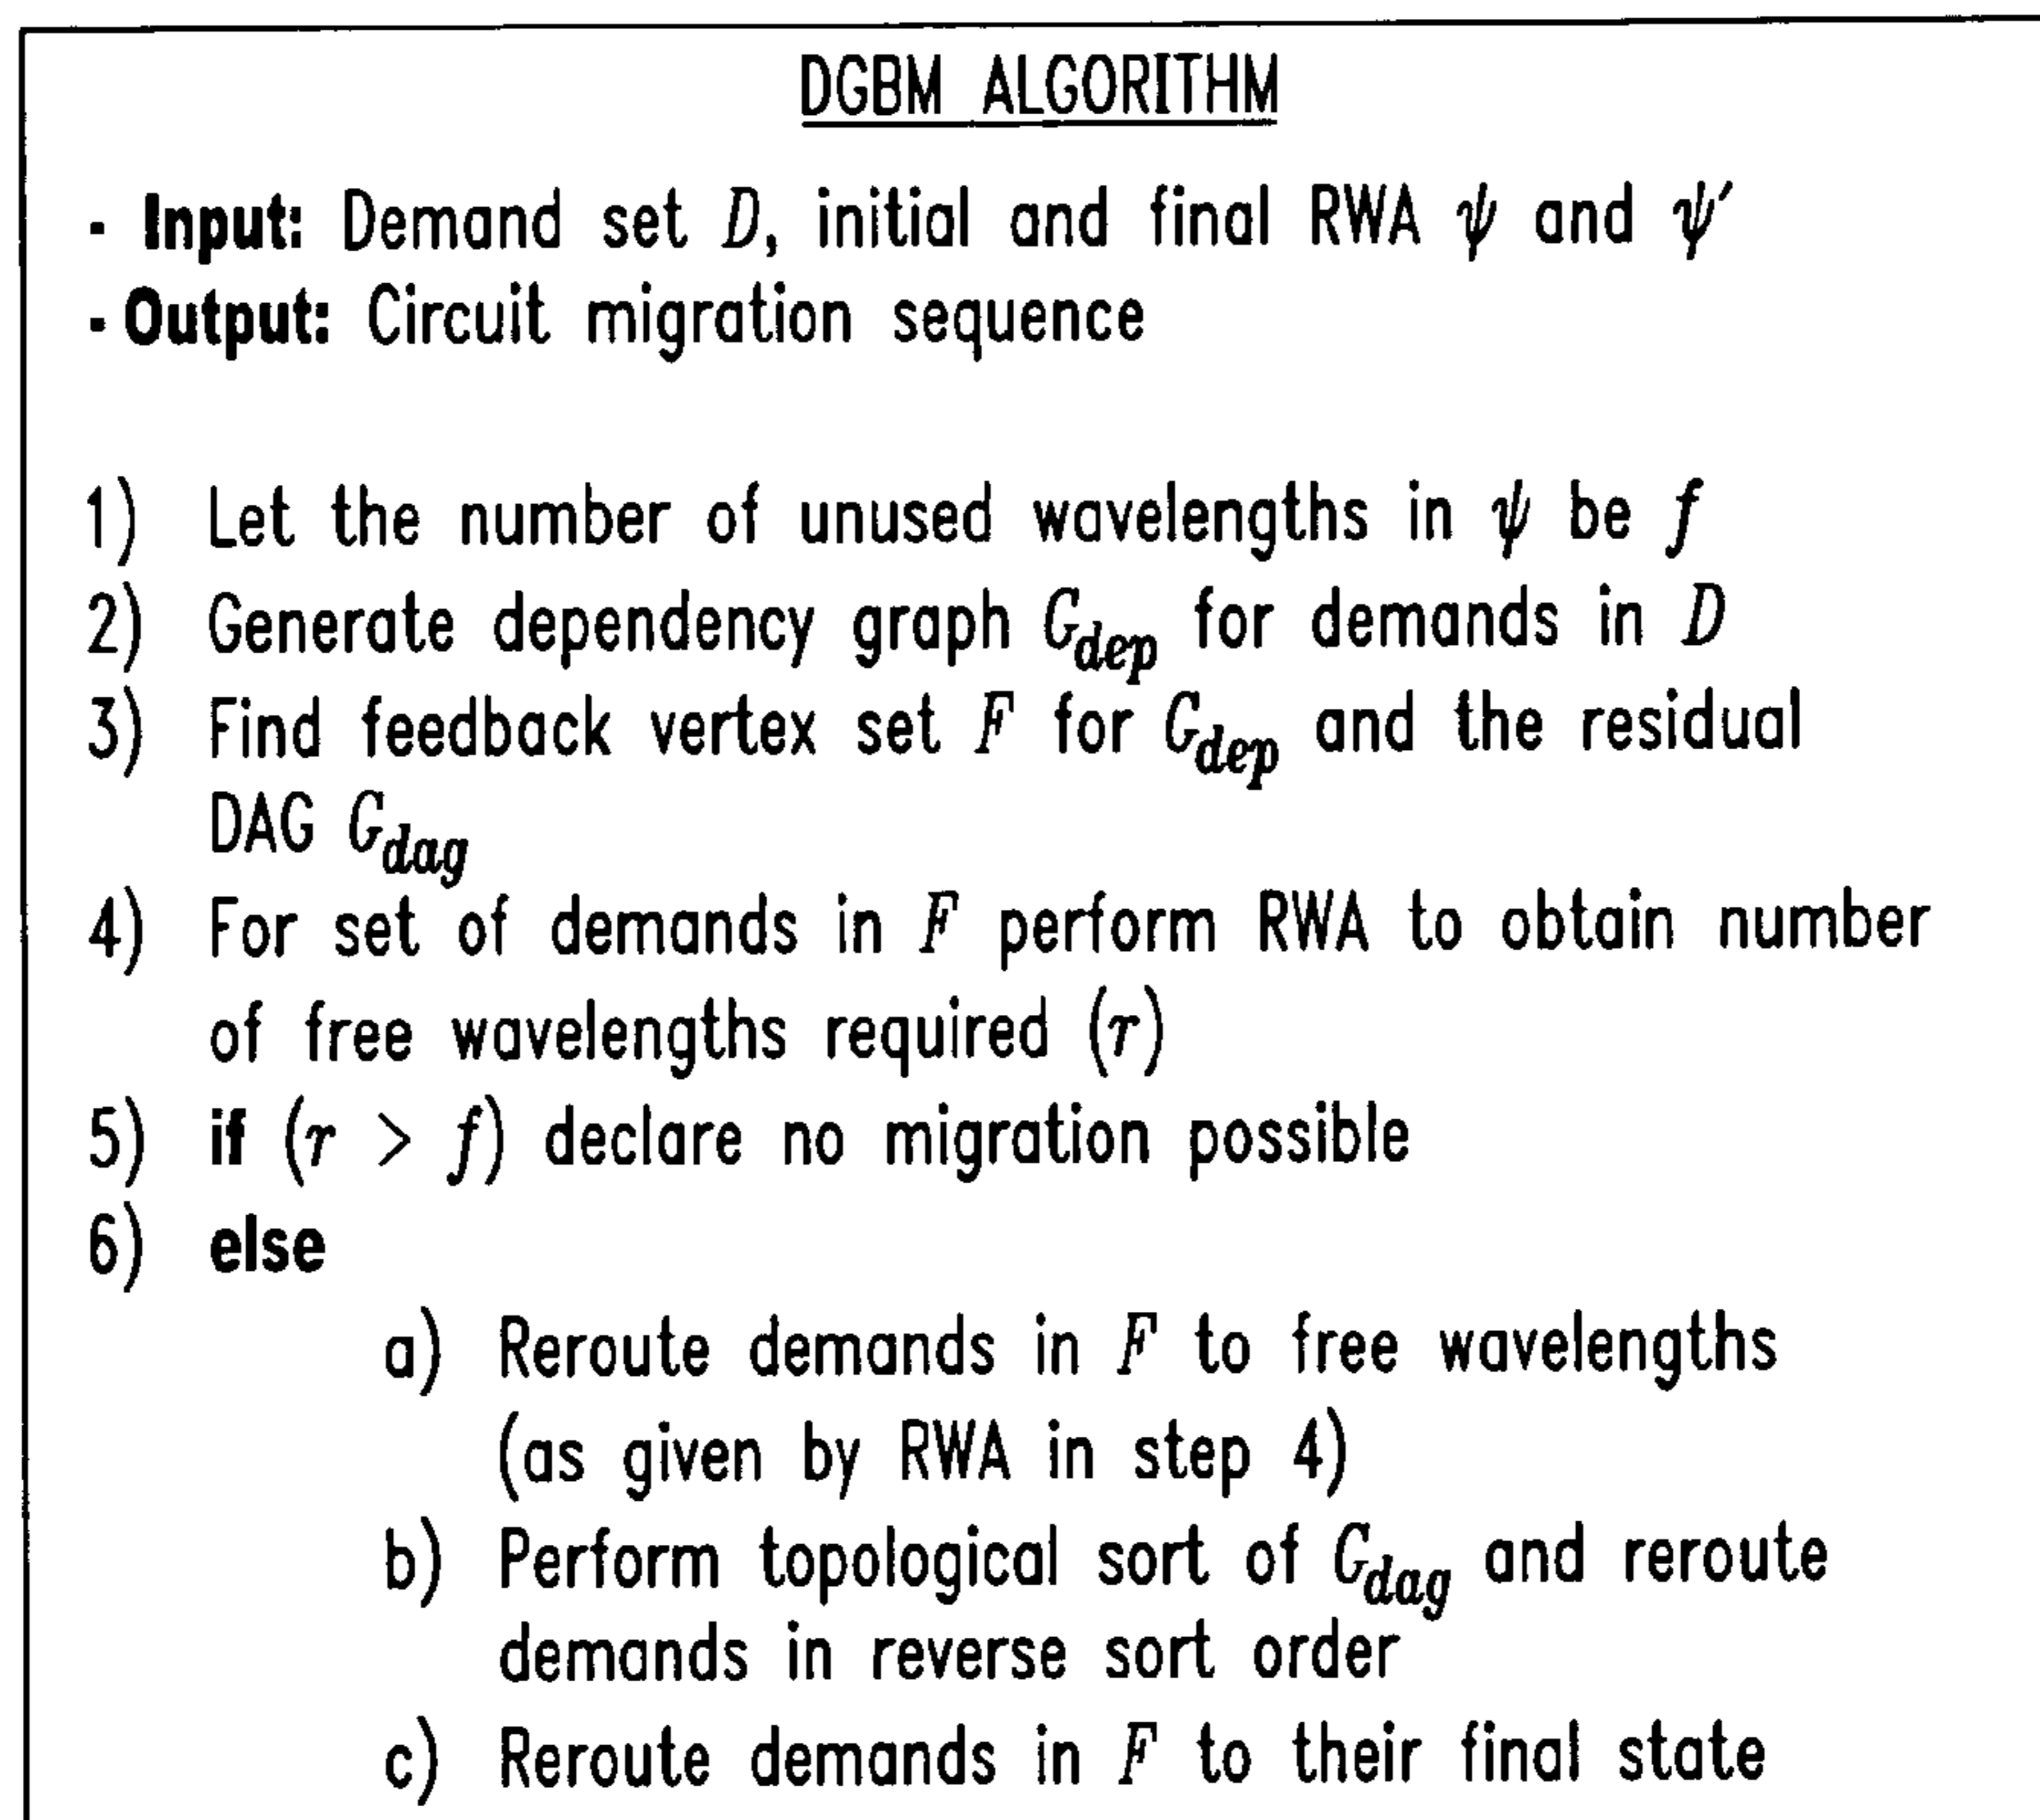 DGBM ALGORITHM
- Input: Demand set D, initial and final RWA ψ and ψ′
- Output: Circuit migration sequence
1) Let the number of unused wavelengths in ψ be f
2) Generate dependency graph G_dep for demands in D
3) Find feedback vertex set F for G_dep and the residual
DAG G_dag
4) For set of demands in F perform RWA to obtain number
of free wavelengths required (r)
5) if (r > f) declare no migration possible
6) else
a) Reroute demands in F to free wavelengths
(as given by RWA in step 4)
b) Perform topological sort of G_dag and reroute
demands in reverse sort order
c) Reroute demands in F to their final state